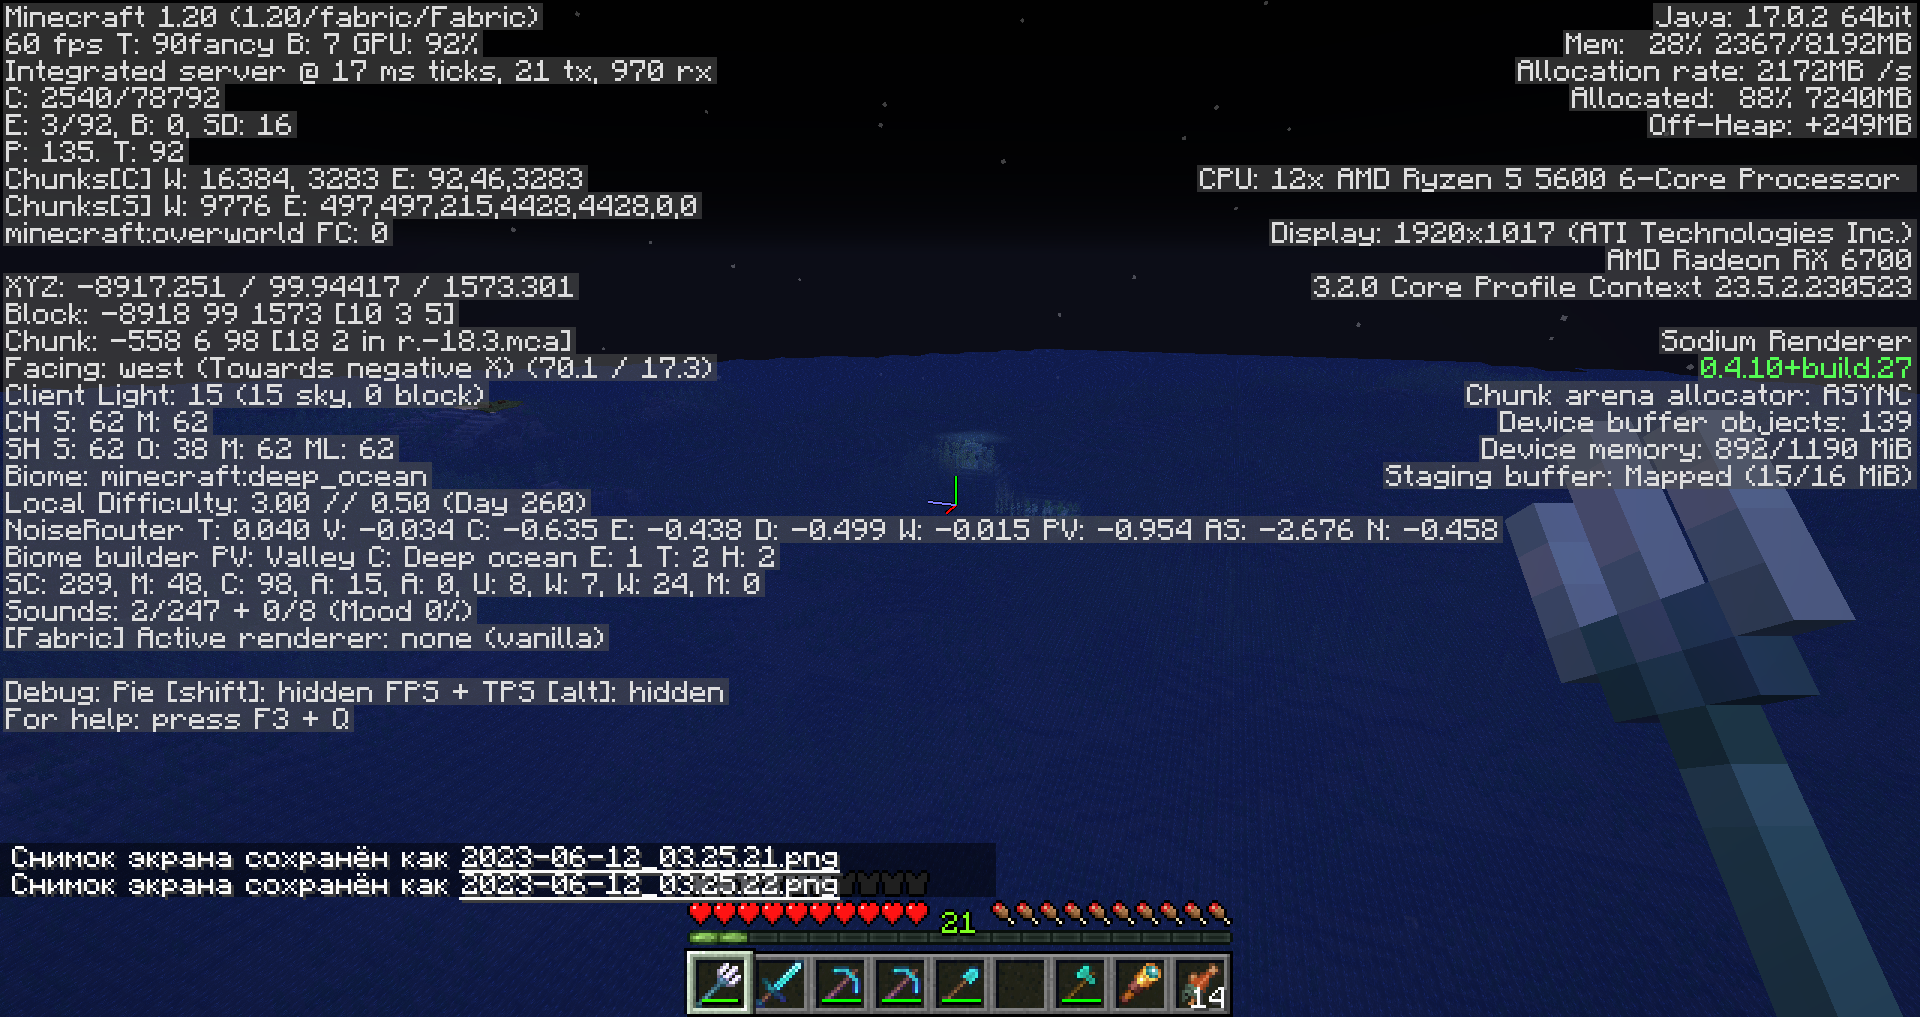 Minecraft 1.20 (1.20/fabric/Fabric)
60 fps T: 90fancy B: 7 GPU: 92%
Integrated server @ 17 ms ticks, 21 tx, 970 rx
C: 2540/78792
E: 3/92, B: 0, SD: 16
P: 135. T: 92
Chunks[C] W: 16384, 3283 E: 92,46,3283
Chunks[S] W: 9776 E: 497,497,215,4428,4428,0,0
minecraft:overworld FC: 0
XYZ: -8917.251 / 99.94417 / 1573.301
Block: -8918 99 1573 [10 3 5]
Chunk: -558 6 98 [18 2 in r.-18.3.mca]
Facing: west (Towards negative X) (70.1 / 17.3)
Client Light: 15 (15 sky, 0 block)
CH S: 62 M: 62
SH S: 62 O: 38 M: 62 ML: 62
Biome: minecraft:deep_ocean
Local Difficulty: 3.00 // 0.50 (Day 260)
NoiseRouter T: 0.040 V: -0.034 C: -0.635 E: -0.438 D: -0.499 W: -0.015 PV: -0.954 AS: -2.676 N: -0.458
Biome builder PV: Valley C: Deep ocean E: 1 T: 2 H: 2
SC: 289, M: 48, C: 98, A: 15, A: 0, U: 8, W: 7, W: 24, M: 0
Sounds: 2/247 + 0/8 (Mood 0%)
[Fabric] Active renderer: none (vanilla)
Debug: Pie [shift]: hidden FPS + TPS [alt]: hidden
For help: press F3 + Q
Java: 17.0.2 64bit
Mem: 28% 2367/8192MB
Allocation rate: 2172MB /s
Allocated: 88% 7240MB
Off-Heap: +249MB
CPU: 12x AMD Ryzen 5 5600 6-Core Processor
Display: 1920x1017 (ATI Technologies Inc.)
AMD Radeon RX 6700
3.2.0 Core Profile Context 23.5.2.230523
Sodium Renderer
0.4.10+build.27
Chunk arena allocator: ASYNC
Device buffer objects: 139
Device memory: 892/1190 MiB
Staging buffer: Mapped (15/16 MiB)
Снимок экрана сохранён как 2023-06-12_03.25.21.png
Снимок экрана сохранён как 2023-06-12_03.25.22.png
21
14